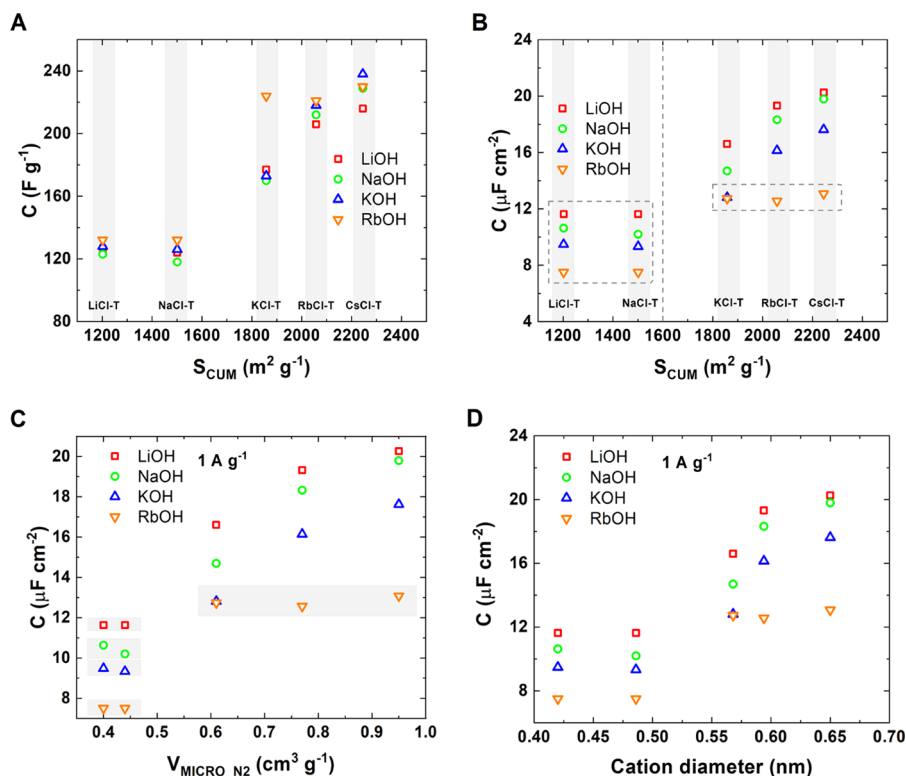 A
C (F g⁻¹)
240
200
160
120
80
LiOH
NaOH
KOH
RbOH
LiCl-T NaCl-T KCl-T RbCl-T CsCl-T
1200 1400 1600 1800 2000 2200 2400
S_CUM (m² g⁻¹)
B
C (μF cm⁻²)
24
20
16
12
8
4
LiOH
NaOH
KOH
RbOH
LiCl-T NaCl-T KCl-T RbCl-T CsCl-T
1200 1400 1600 1800 2000 2200 2400
S_CUM (m² g⁻¹)
C
C (μF cm⁻²)
20
18
16
14
12
10
8
LiOH
NaOH
KOH
RbOH
1 A g⁻¹
0.4 0.5 0.6 0.7 0.8 0.9 1.0
V_MICRO_N2 (cm³ g⁻¹)
D
C (μF cm⁻²)
24
20
16
12
8
LiOH
NaOH
KOH
RbOH
1 A g⁻¹
0.40 0.45 0.50 0.55 0.60 0.65 0.70
Cation diameter (nm)